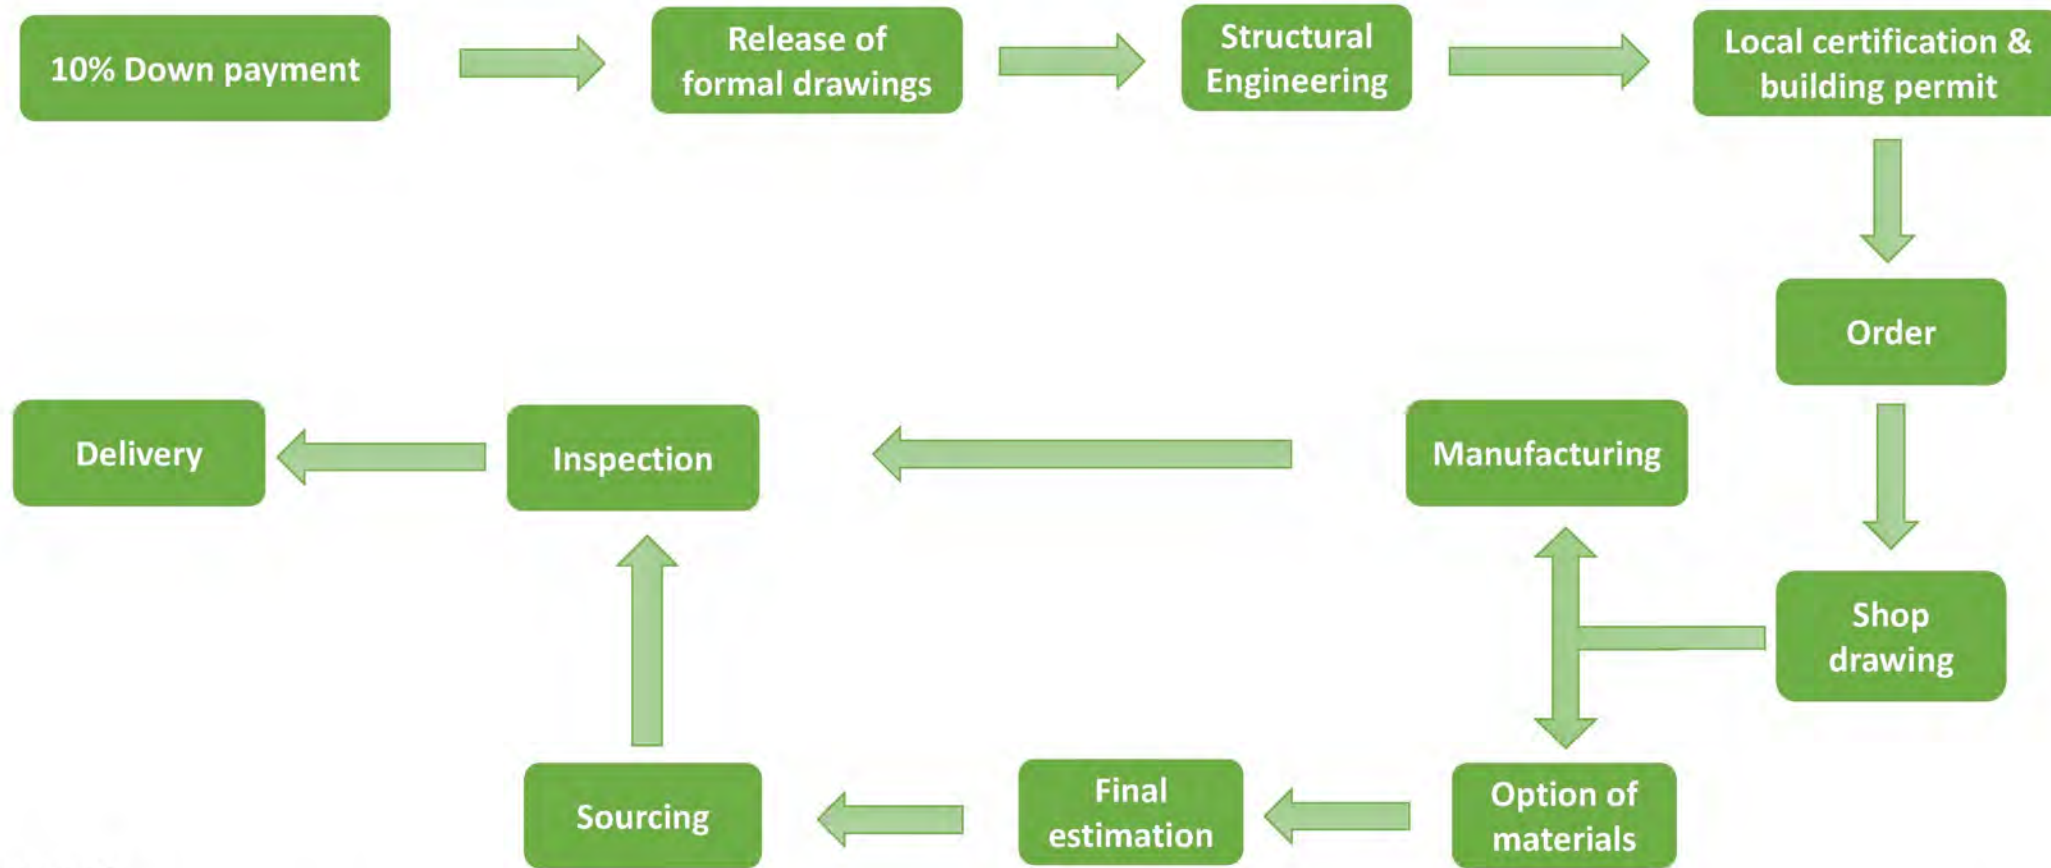 10% Down payment
Release of
formal drawings
Structural
Engineering
Local certification &
building permit
Order
Delivery
Inspection
Manufacturing
Shop
drawing
Sourcing
Final
estimation
Option of
materials